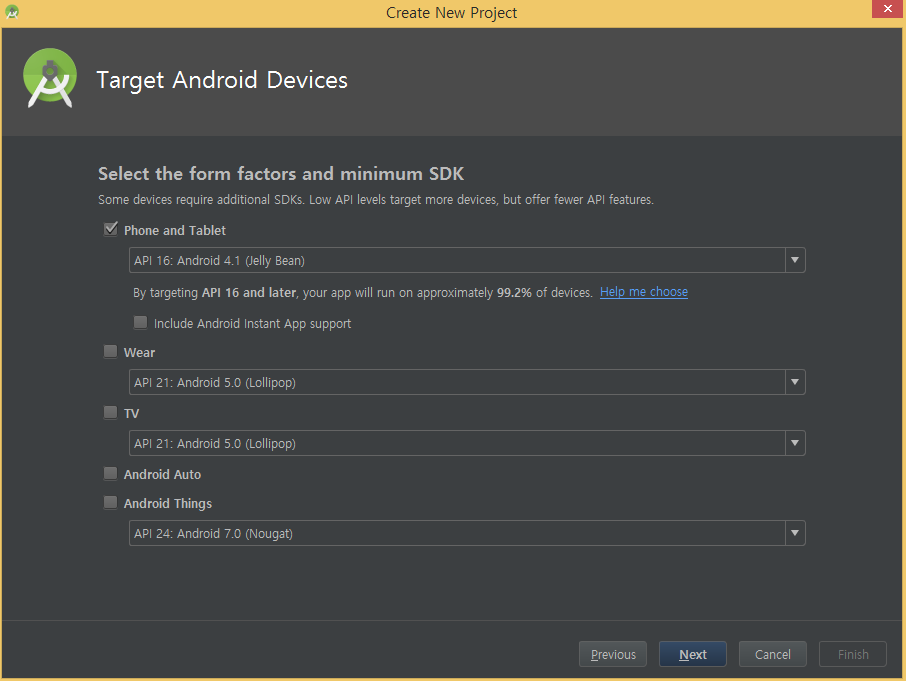 Create New Project
Target Android Devices
Select the form factors and minimum SDK
Some devices require additional SDKs. Low API levels target more devices, but offer fewer API features.
Phone and Tablet
API 16: Android 4.1 (Jelly Bean)
By targeting API 16 and later, your app will run on approximately 99.2% of devices. Help me choose
Include Android Instant App support
Wear
API 21: Android 5.0 (Lollipop)
TV
API 21: Android 5.0 (Lollipop)
Android Auto
Android Things
API 24: Android 7.0 (Nougat)
Previous Next Cancel Finish